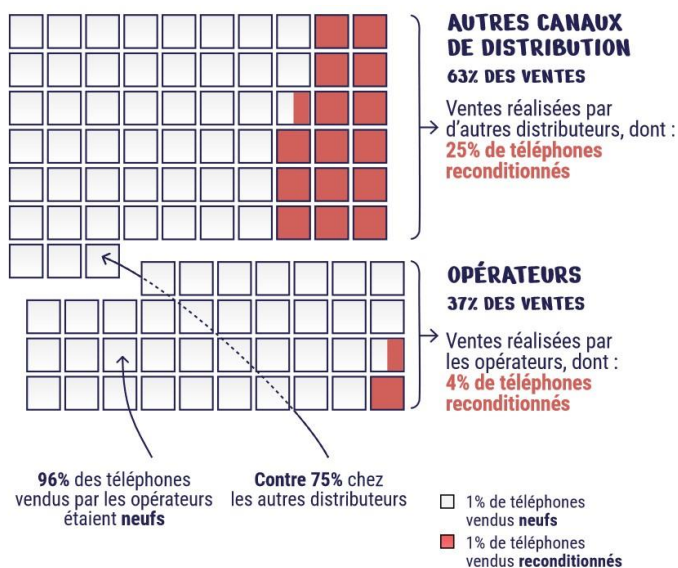 AUTRES CANAUX
DE DISTRIBUTION
63% DES VENTES
Ventes réalisées par
d'autres distributeurs, dont :
25% de téléphones
reconditionnés
OPÉRATEURS
37% DES VENTES
Ventes réalisées par
les opérateurs, dont :
4% de téléphones
reconditionnés
96% des téléphones
vendus par les opérateurs
étaient neufs
Contre 75% chez
les autres distributeurs
1% de téléphones
vendus neufs
1% de téléphones
vendus reconditionnés